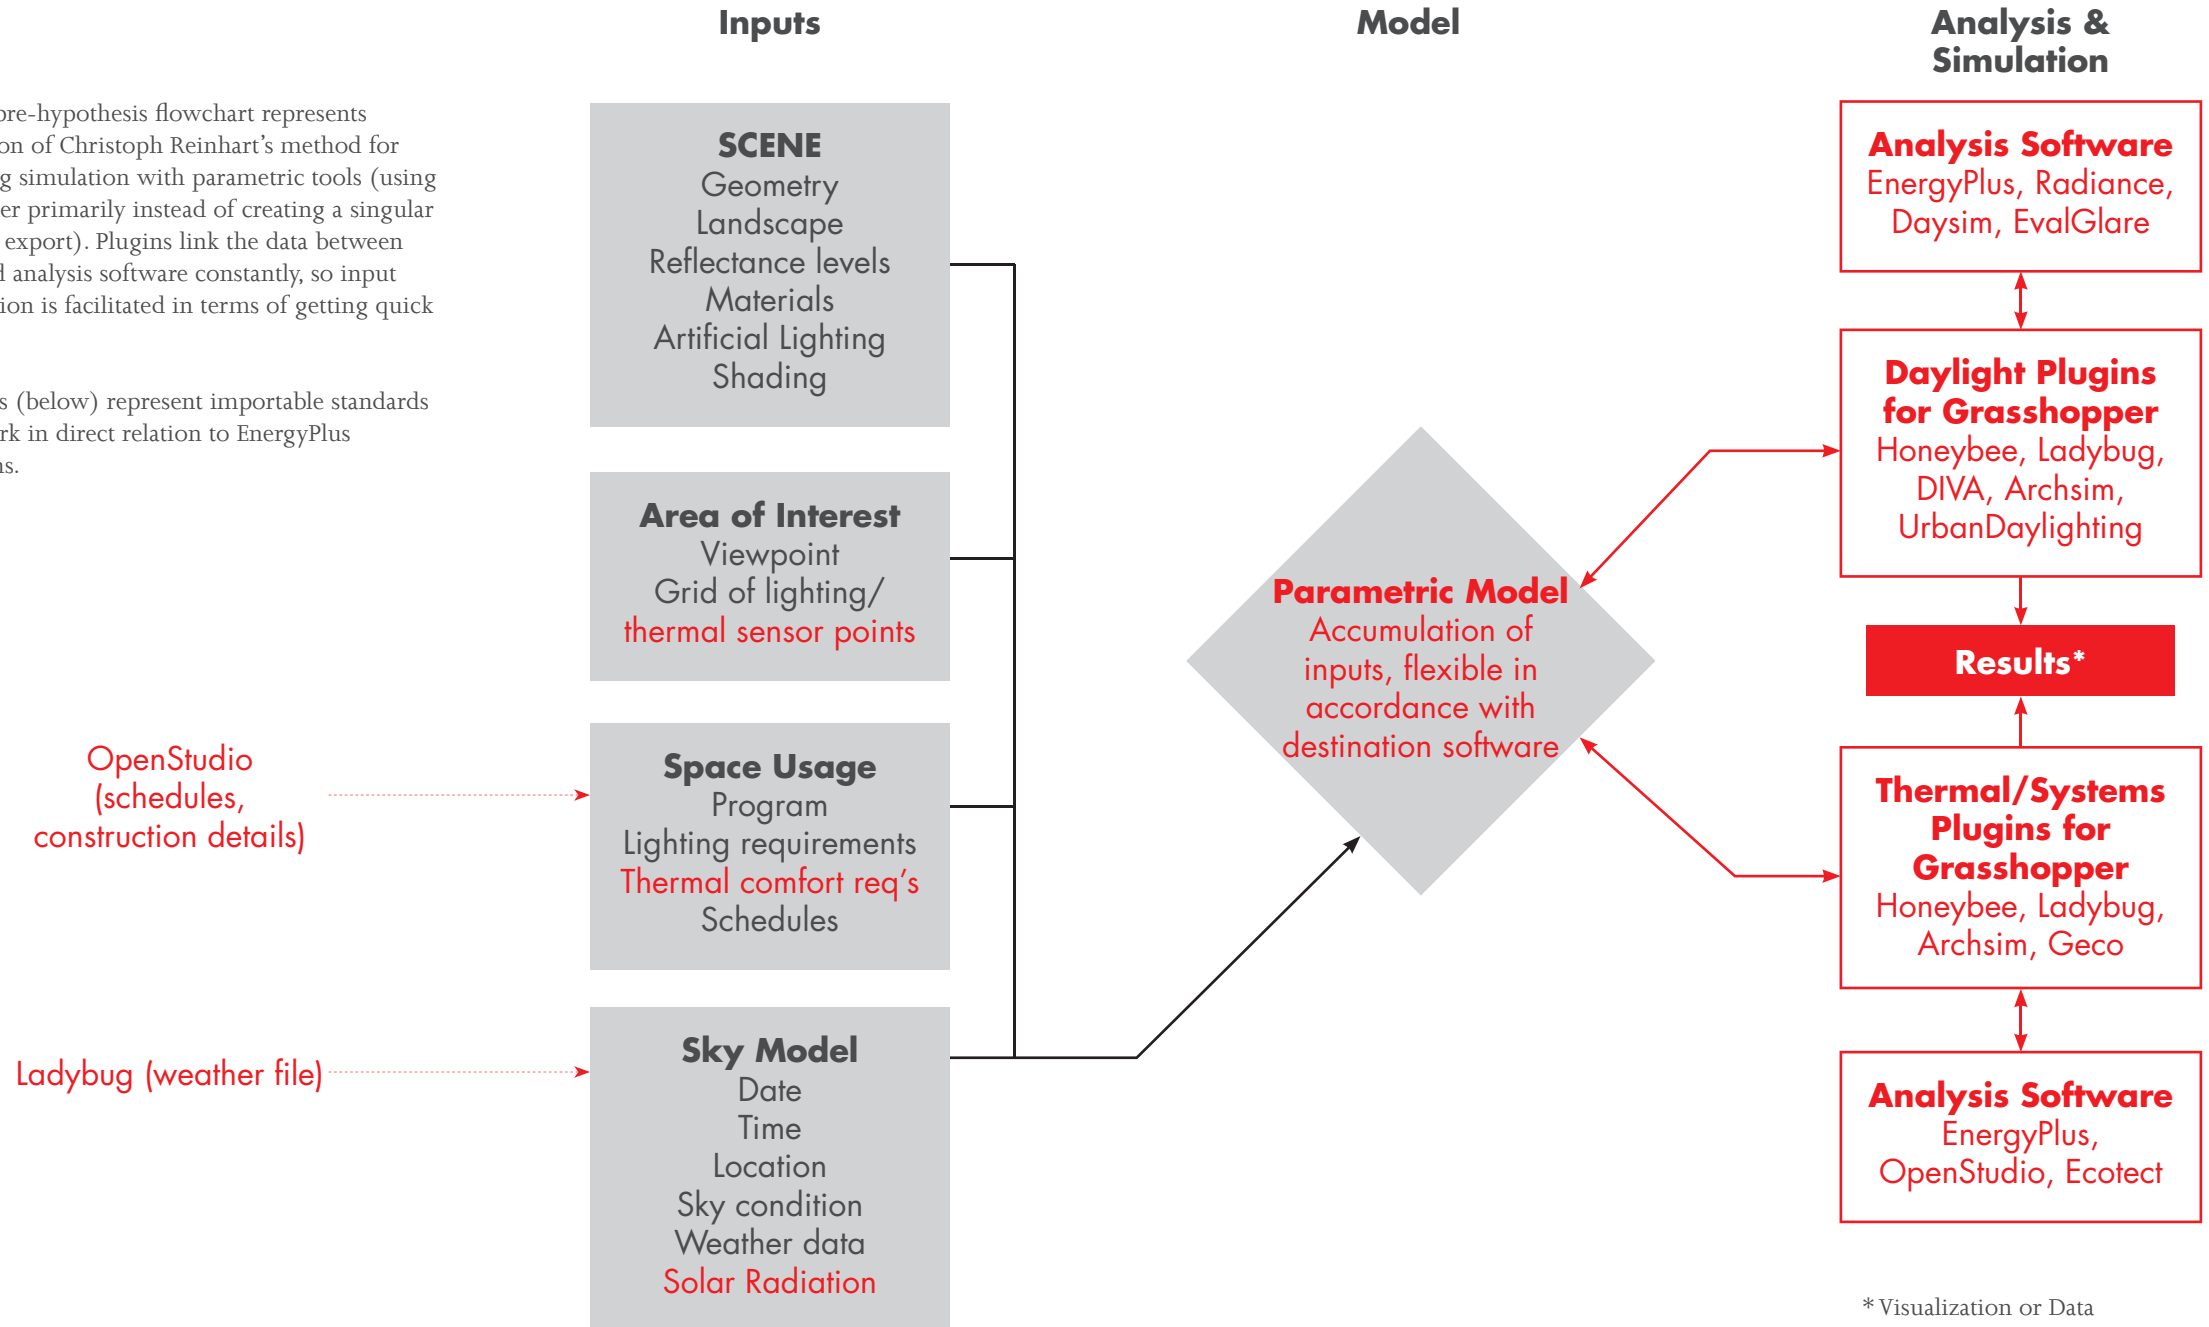 Inputs
Model
Analysis &
Simulation
pre-hypothesis flowchart represents
on of Christoph Reinhart's method for
g simulation with parametric tools (using
er primarily instead of creating a singular
export). Plugins link the data between
d analysis software constantly, so input
tion is facilitated in terms of getting quick
s (below) represent importable standards
rk in direct relation to EnergyPlus
ns.
OpenStudio
(schedules,
construction details)
Ladybug (weather file)
SCENE
Geometry
Landscape
Reflectance levels
Materials
Artificial Lighting
Shading
Area of Interest
Viewpoint
Grid of lighting/
thermal sensor points
Space Usage
Program
Lighting requirements
Thermal comfort req's
Schedules
Sky Model
Date
Time
Location
Sky condition
Weather data
Solar Radiation
Parametric Model
Accumulation of
inputs, flexible in
accordance with
destination software
Analysis Software
EnergyPlus, Radiance,
Daysim, EvalGlare
Daylight Plugins
for Grasshopper
Honeybee, Ladybug,
DIVA, Archsim,
UrbanDaylighting
Results*
Thermal/Systems
Plugins for
Grasshopper
Honeybee, Ladybug,
Archsim, Geco
Analysis Software
EnergyPlus,
OpenStudio, Ecotect
* Visualization or Data